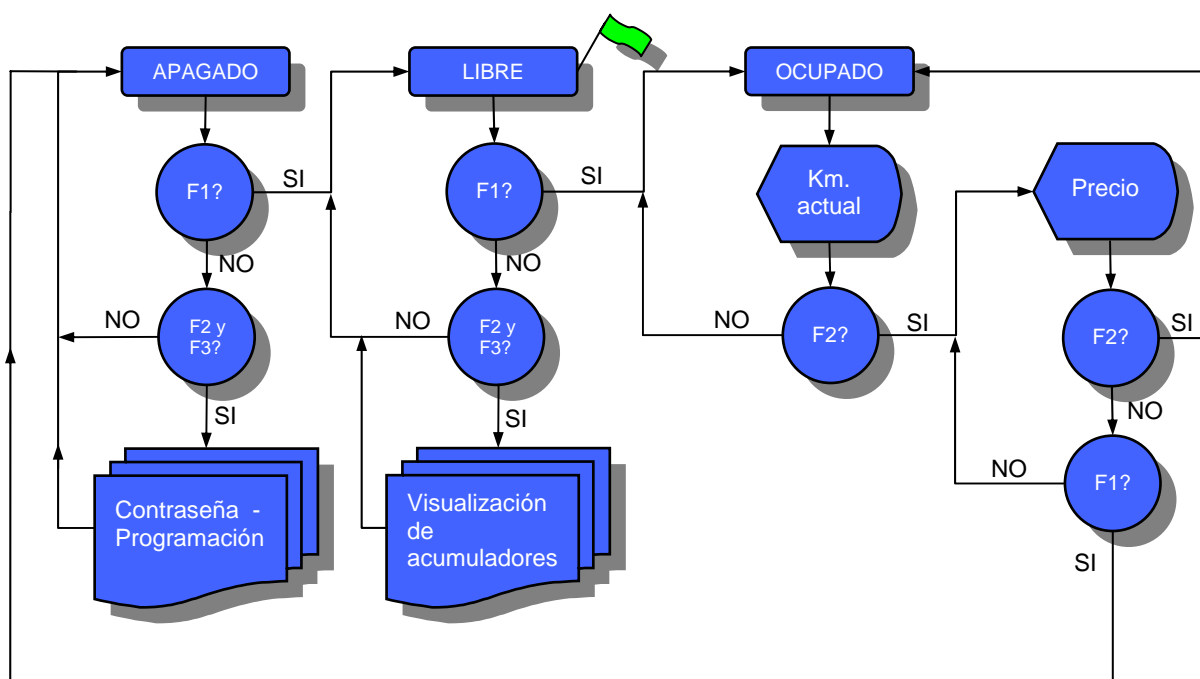 APAGADO
LIBRE
OCUPADO
F1?
SI
F1?
SI
Km.
actual
Precio
NO
NO
NO
F2 y
F3?
NO
F2 y
F3?
NO
F2?
SI
F2?
SI
SI
SI
NO
Contraseña -
Programación
Visualización
de
acumuladores
NO
F1?
SI